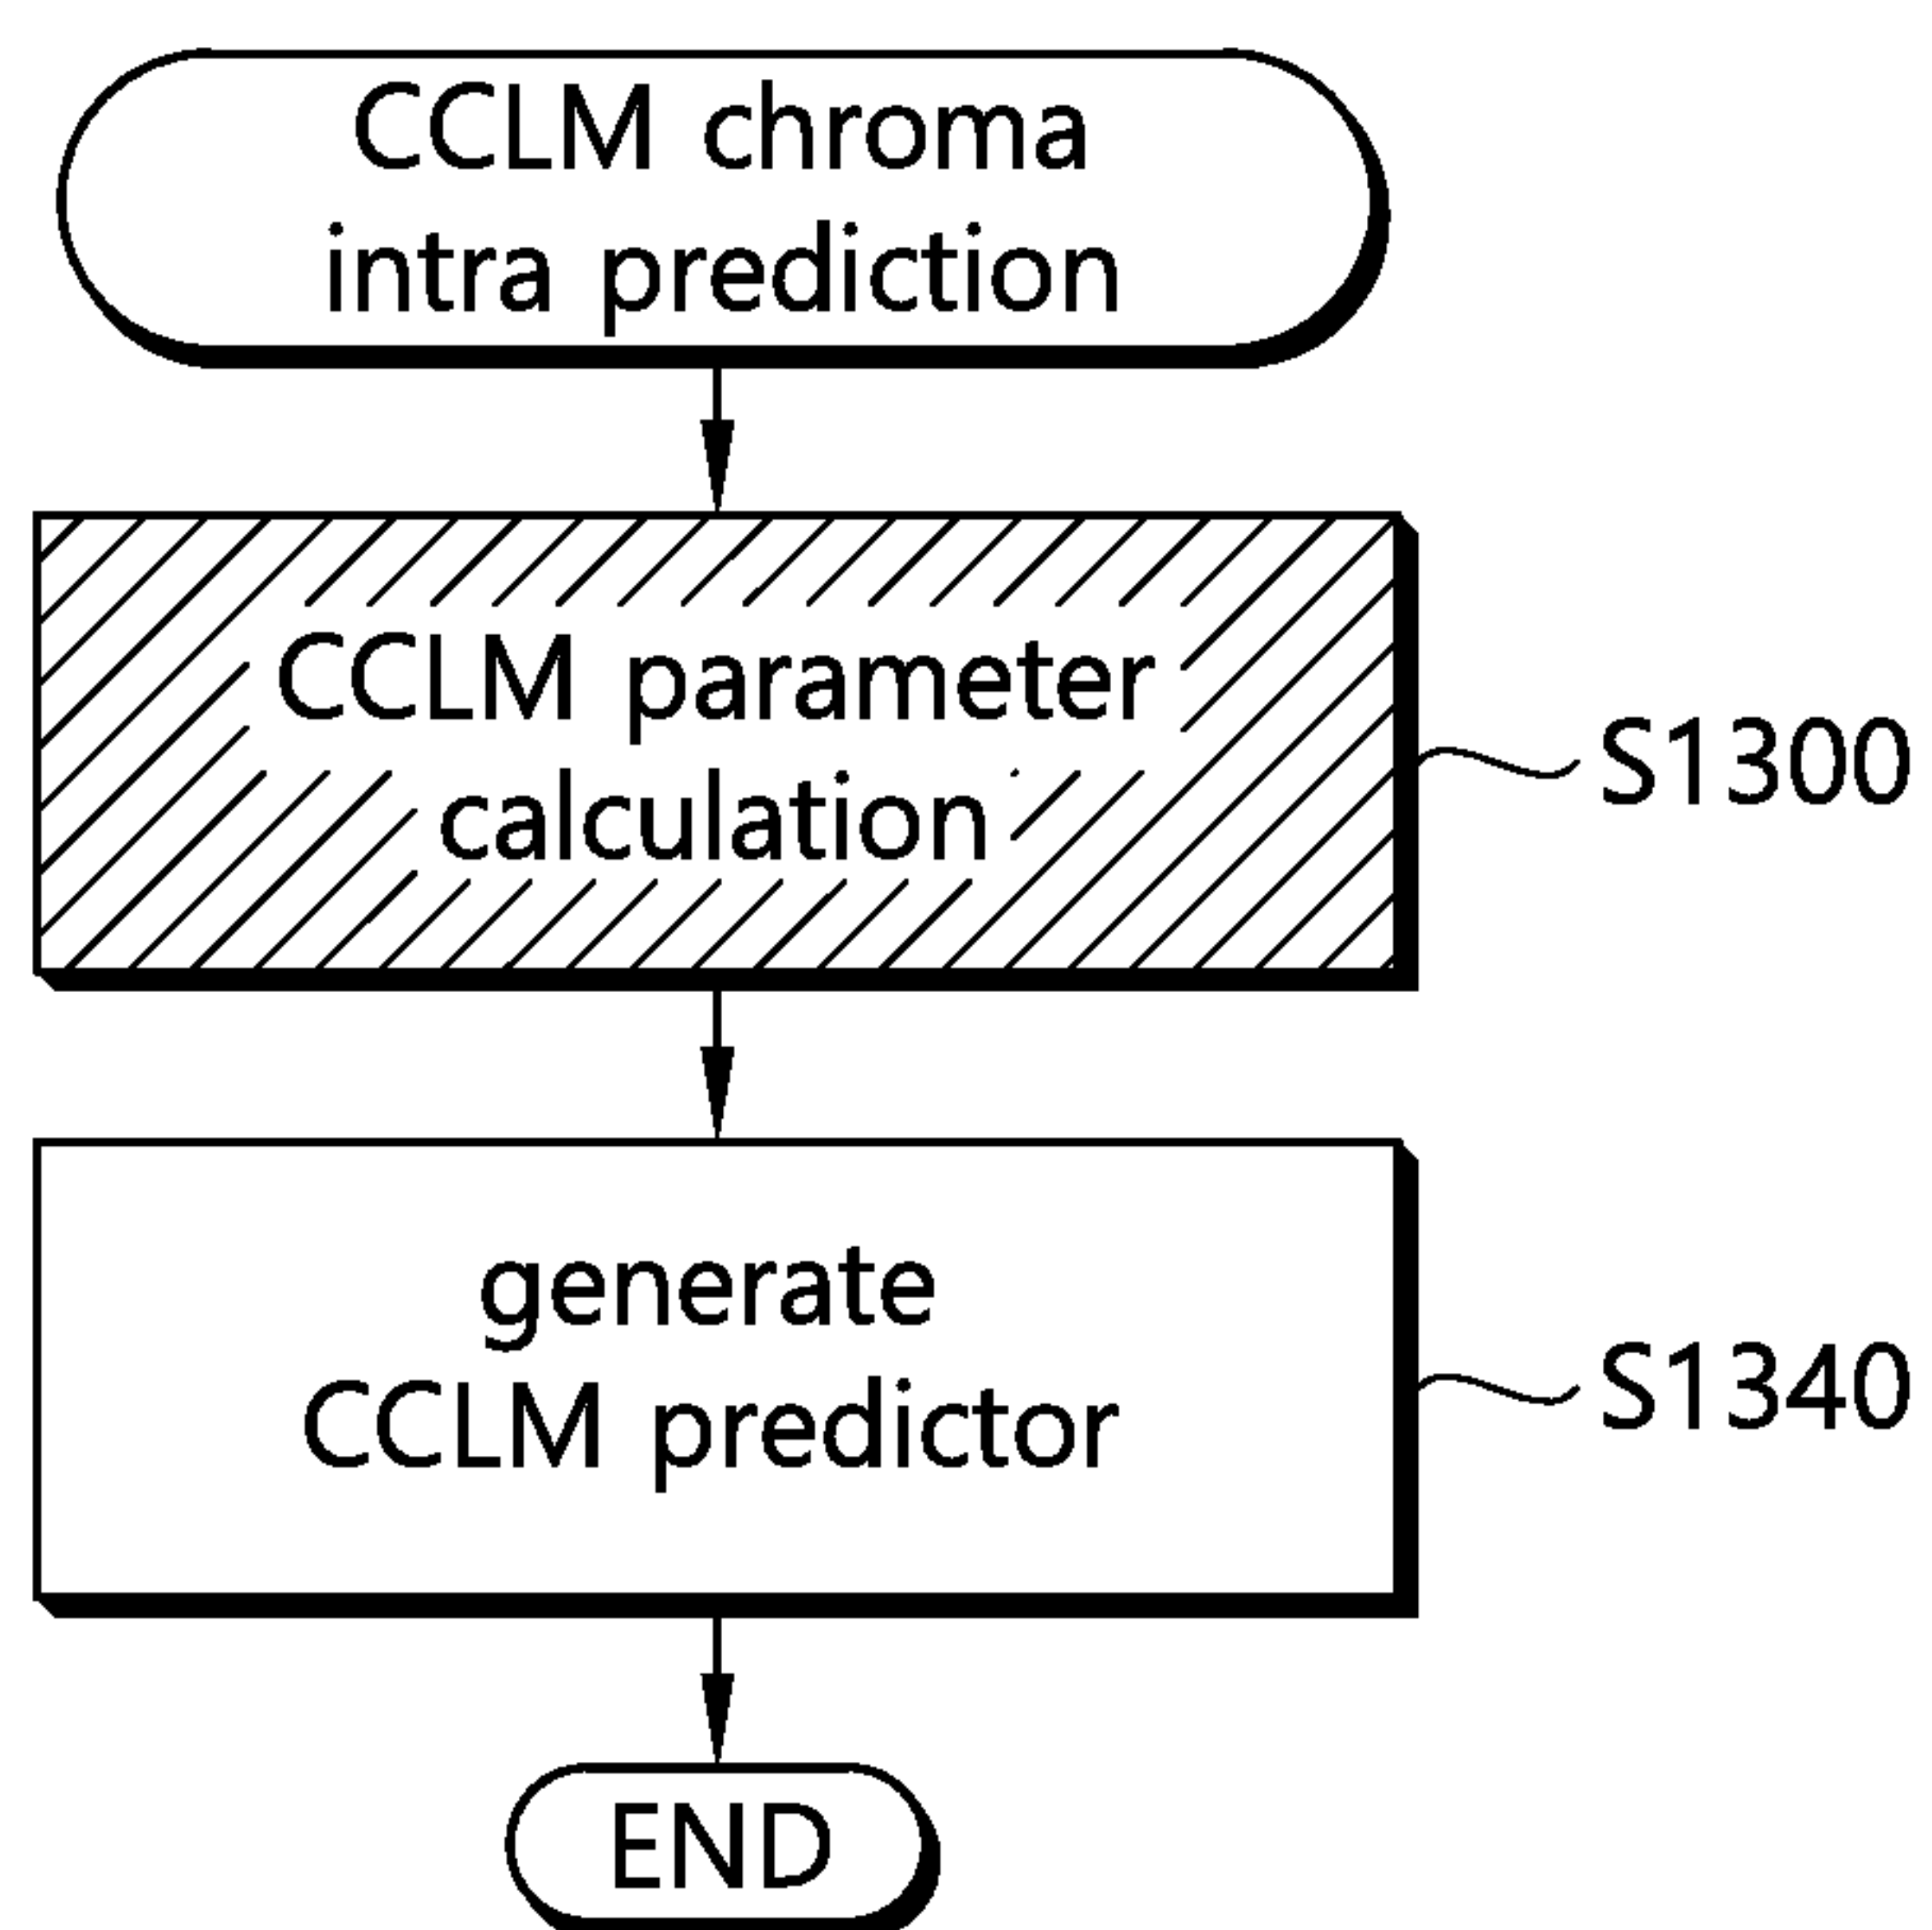 CCLM chroma
intra prediction
CCLM parameter
calculation
S1300
generate
CCLM predictor
S1340
END